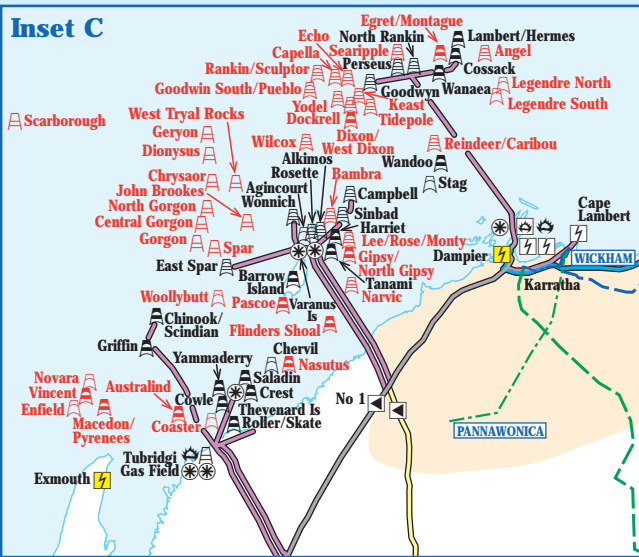 Inset C
Egret/Montague
Echo
North Rankin
Lambert/Hermes
Capella
Searipple
Angel
Perseus
Rankin/Sculptor
Cossack
Goodwin South/Pueblo
Goodwyn
Wanaea
Legendre North
Yodel
Keast
Legendre South
Dockrell
Tidepole
West Tryal Rocks
Scarborough
Geryon
Dixon/
West Dixon
Wilcox
Reindeer/Caribou
Dionysus
Alkimos
Wandoo
Rosette
Bambra
Chrysaor
Agincourt
Stag
John Brookes
Wonnich
Campbell
Cape
Lambert
North Gorgon
Sinbad
Central Gorgon
Harriet
Gorgon
Spar
Lee/Rose/Monty
Dampier
WICKHAM
East Spar
Gipsy/
North Gipsy
Barrow
Island
Tanami
Karratha
Woollybutt
Pascoe
Varanus
Is
Narvic
Chinook/
Scindian
Flinders Shoal
Griffin
Chervil
Yammaderry
Nasutus
Novara
Saladin
Vincent
Australind
Crest
No 1
Enfield
Cowle
Thevenard Is
Macedon/
Pyrenees
Coaster
Roller/Skate
PANNAWONICA
Tubridgi
Gas Field
Exmouth